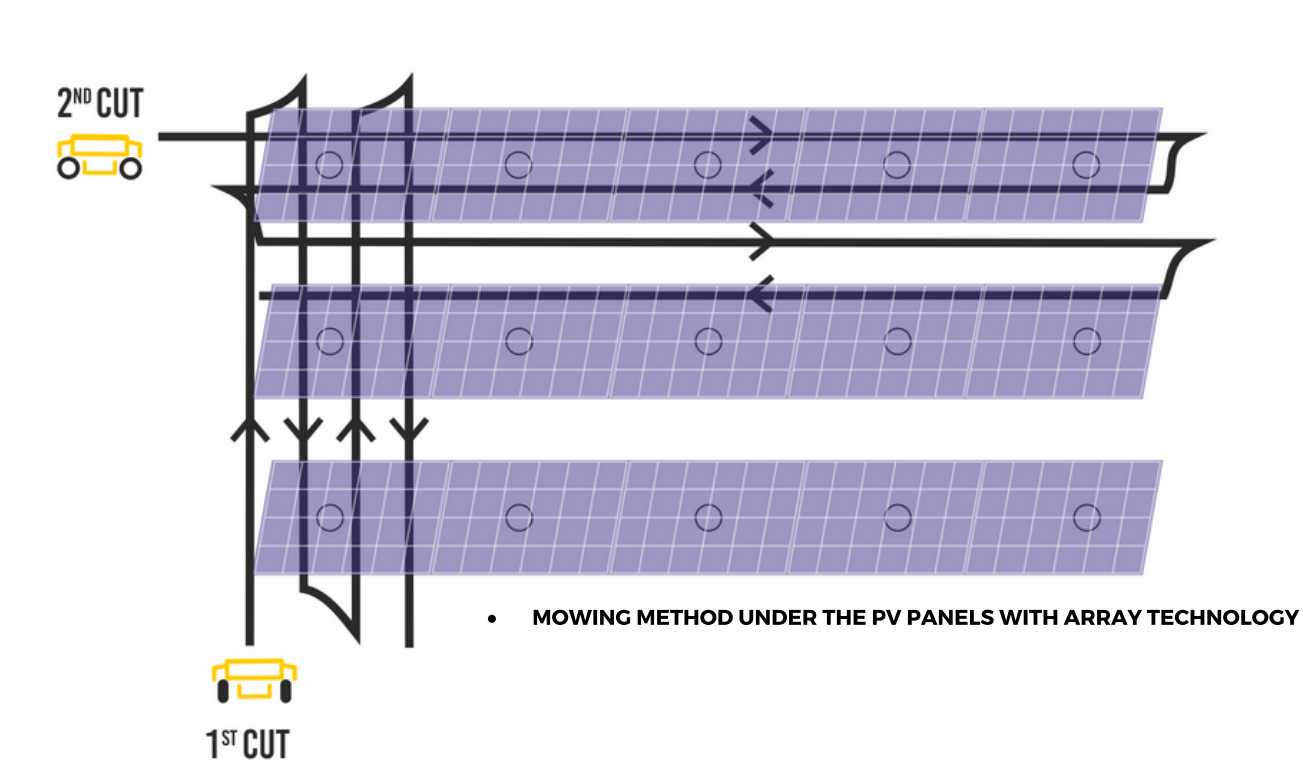 2ND CUT
• MOWING METHOD UNDER THE PV PANELS WITH ARRAY TECHNOLOGY
1ST CUT